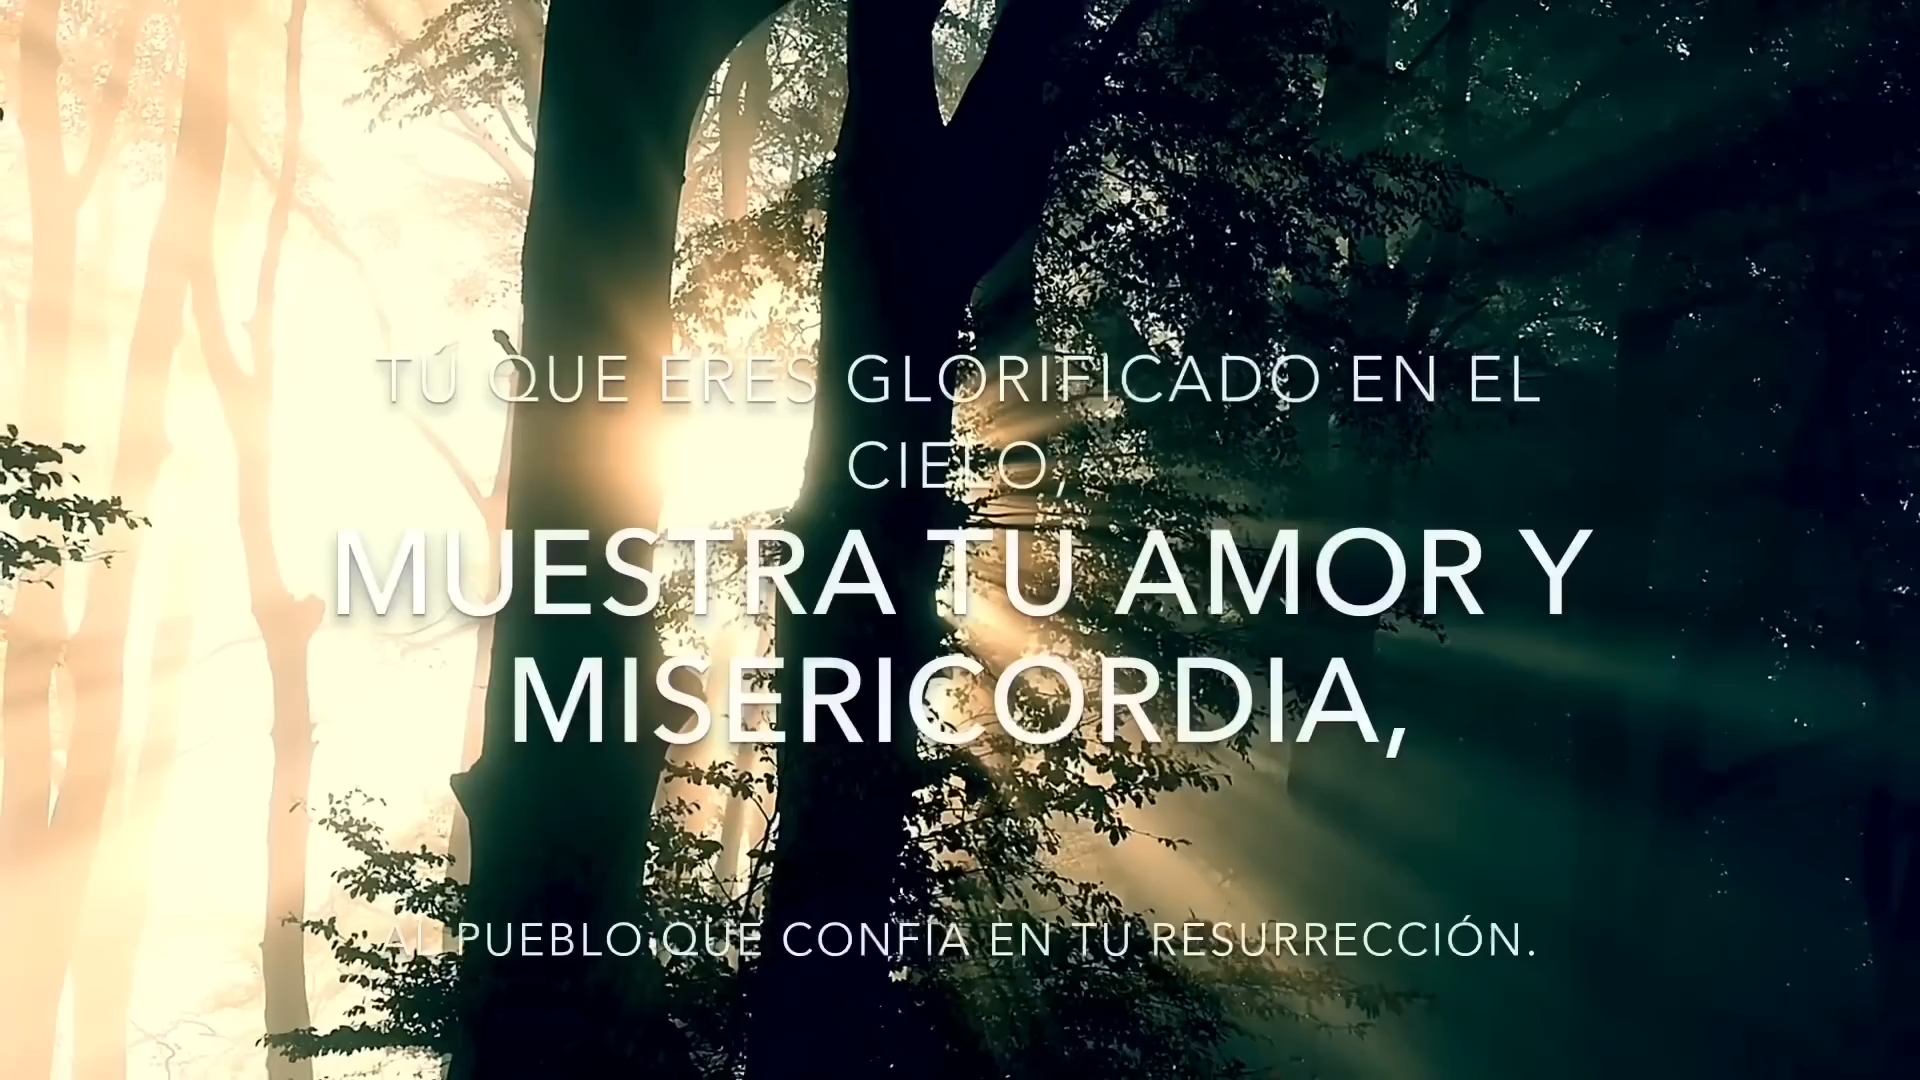 TÚ QUE ERES GLORIFICADO EN EL
CIELO,
MUESTRA TU AMOR Y
MISERICORDIA,
AL PUEBLO QUE CONFÍA EN TU RESURRECCIÓN.